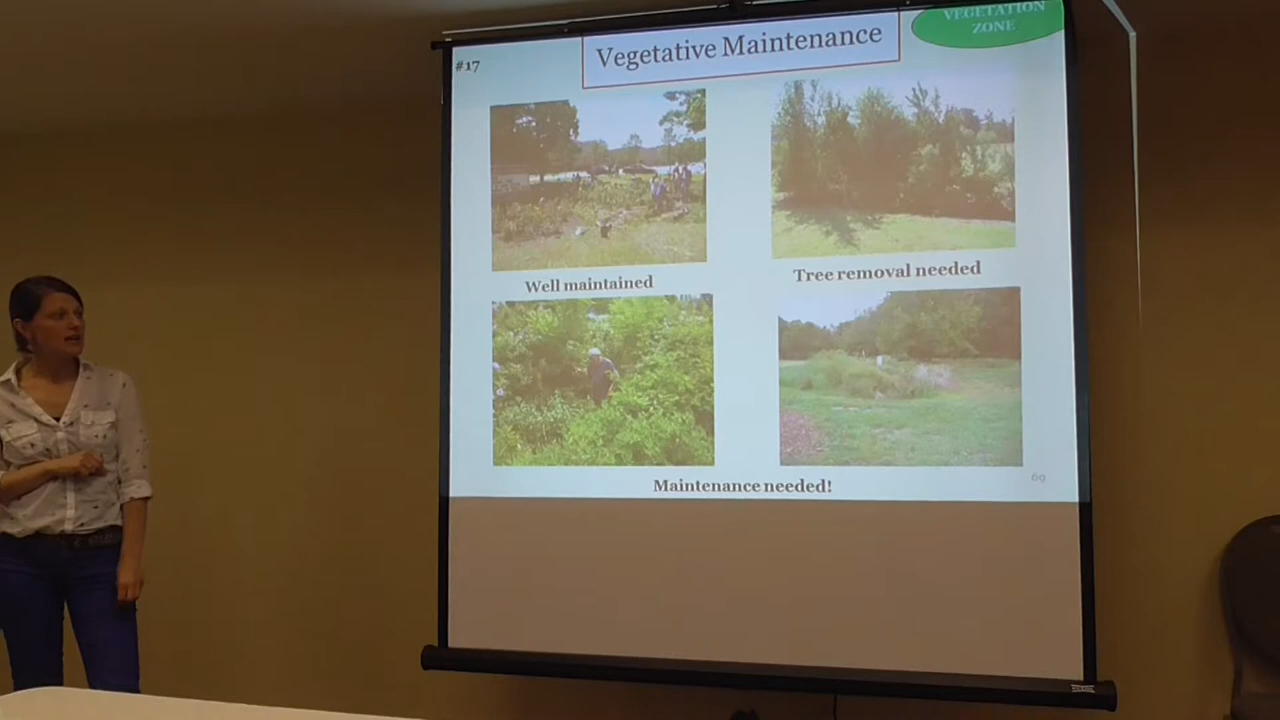 #17
Vegetative Maintenance
VEGETATION
ZONE
Well maintained
Tree removal needed
Maintenance needed!
69